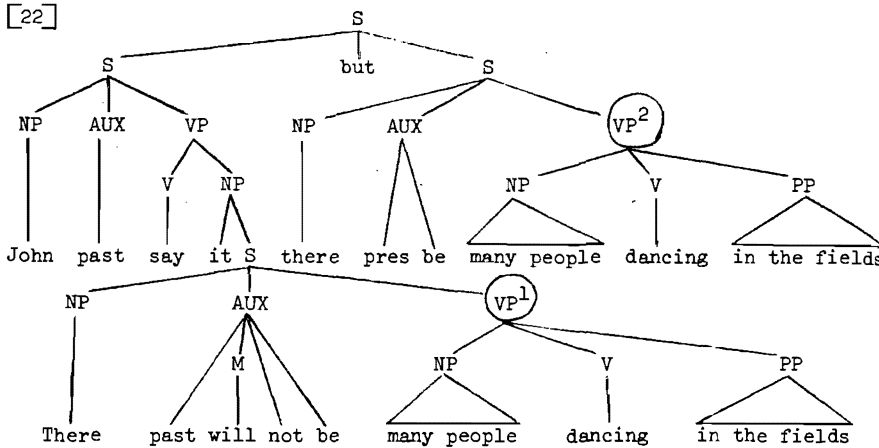 [22]
S
S but S
NP AUX VP NP AUX VP2
V NP NP V PP
John past say it S there pres be many people dancing in the fields
NP AUX VP1
M NP V PP
There past will not be many people dancing in the fields